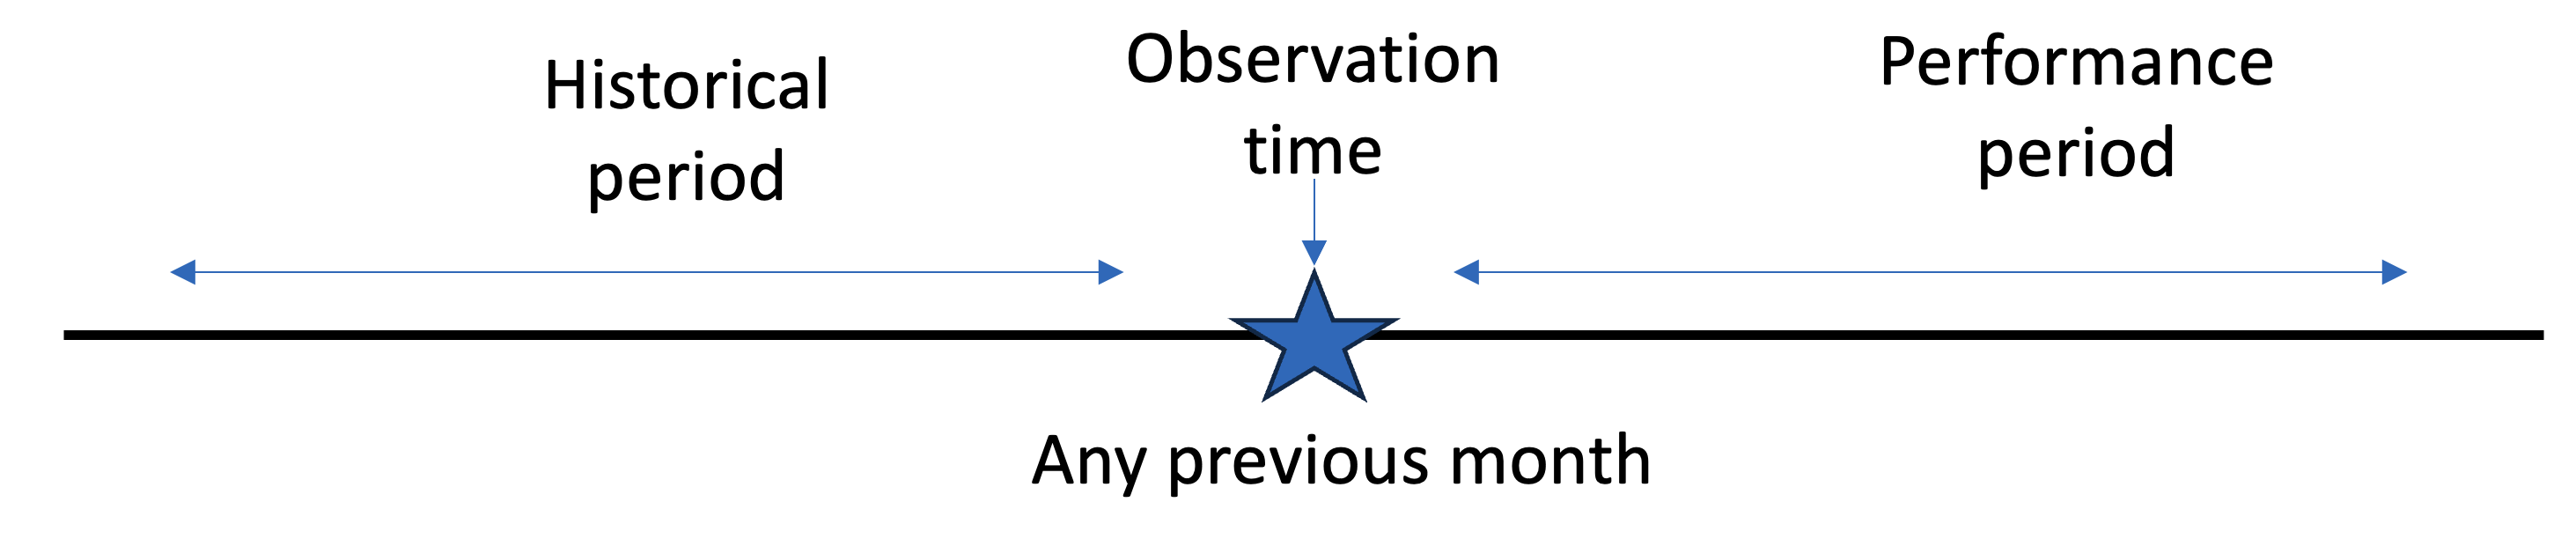 Historical
period
Observation
time
Performance
period
Any previous month